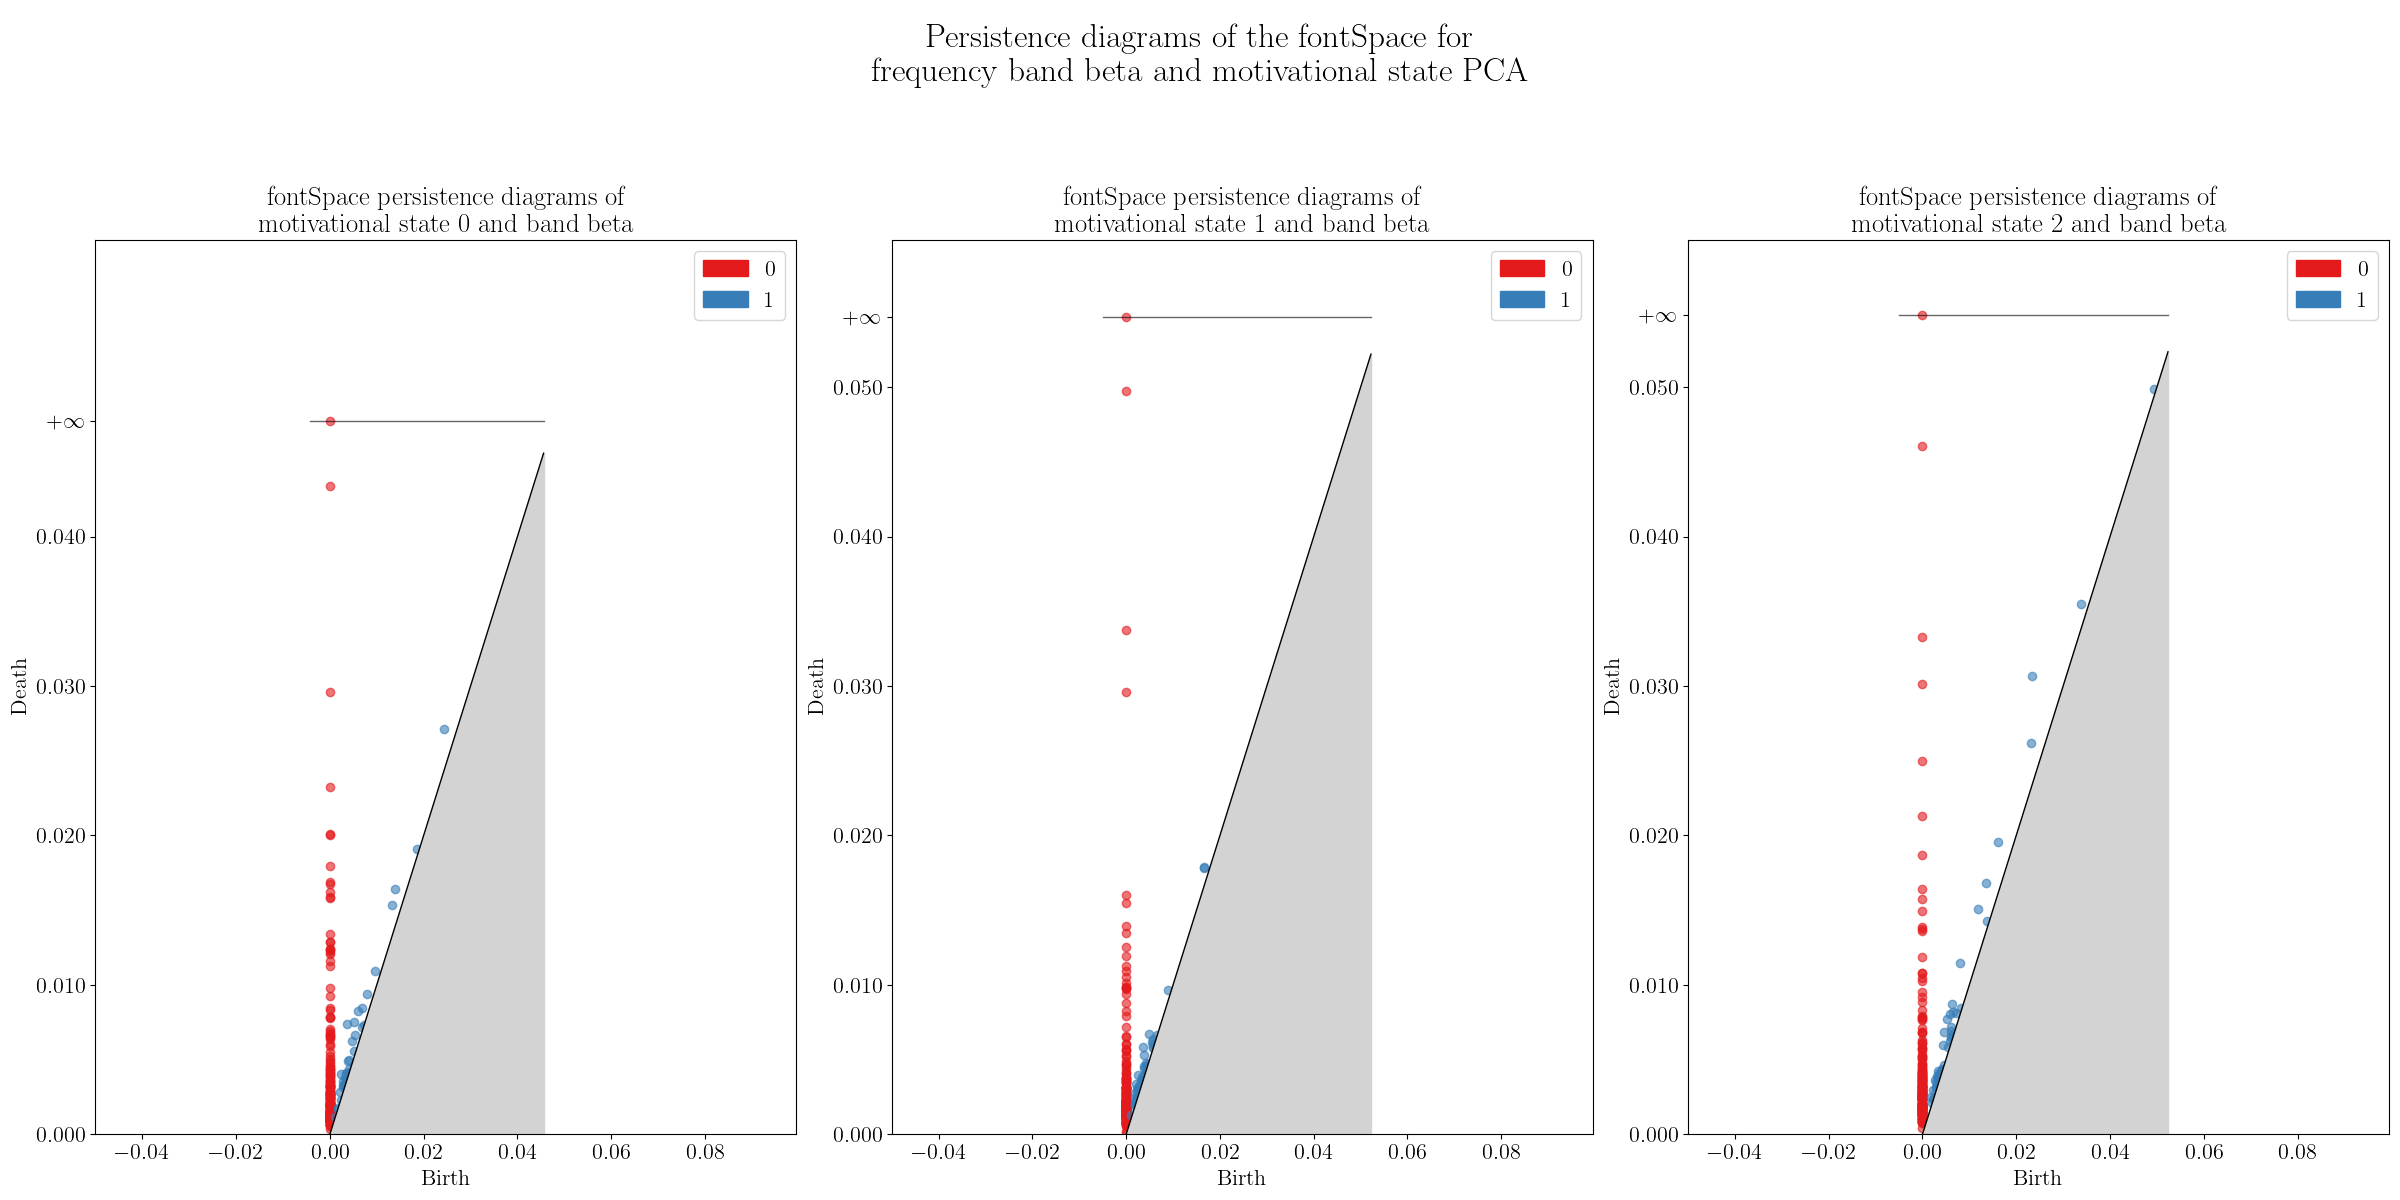 Persistence diagrams of the fontSpace for
frequency band beta and motivational state PCA
fontSpace persistence diagrams of
motivational state 0 and band beta
0
1
+∞
0.040
0.030
0.020
0.010
0.000
Death
−0.04 −0.02 0.00 0.02 0.04 0.06 0.08
Birth
fontSpace persistence diagrams of
motivational state 1 and band beta
0
1
+∞
0.050
0.040
0.030
0.020
0.010
0.000
Death
−0.04 −0.02 0.00 0.02 0.04 0.06 0.08
Birth
fontSpace persistence diagrams of
motivational state 2 and band beta
0
1
+∞
0.050
0.040
0.030
0.020
0.010
0.000
Death
−0.04 −0.02 0.00 0.02 0.04 0.06 0.08
Birth